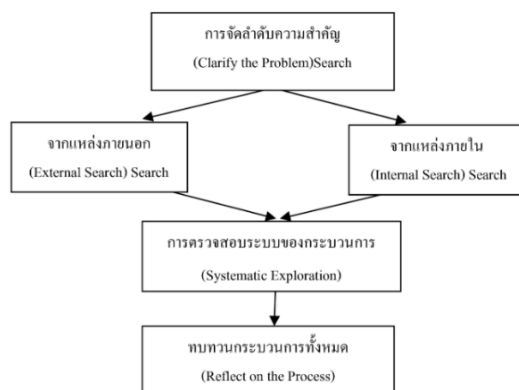 การจัดลำดับความสำคัญ
(Clarify the Problem)Search
จากแหล่งภายนอก
(External Search) Search
จากแหล่งภายใน
(Internal Search) Search
การตรวจสอบระบบของกระบวนการ
(Systematic Exploration)
ทบทวนกระบวนการทั้งหมด
(Reflect on the Process)